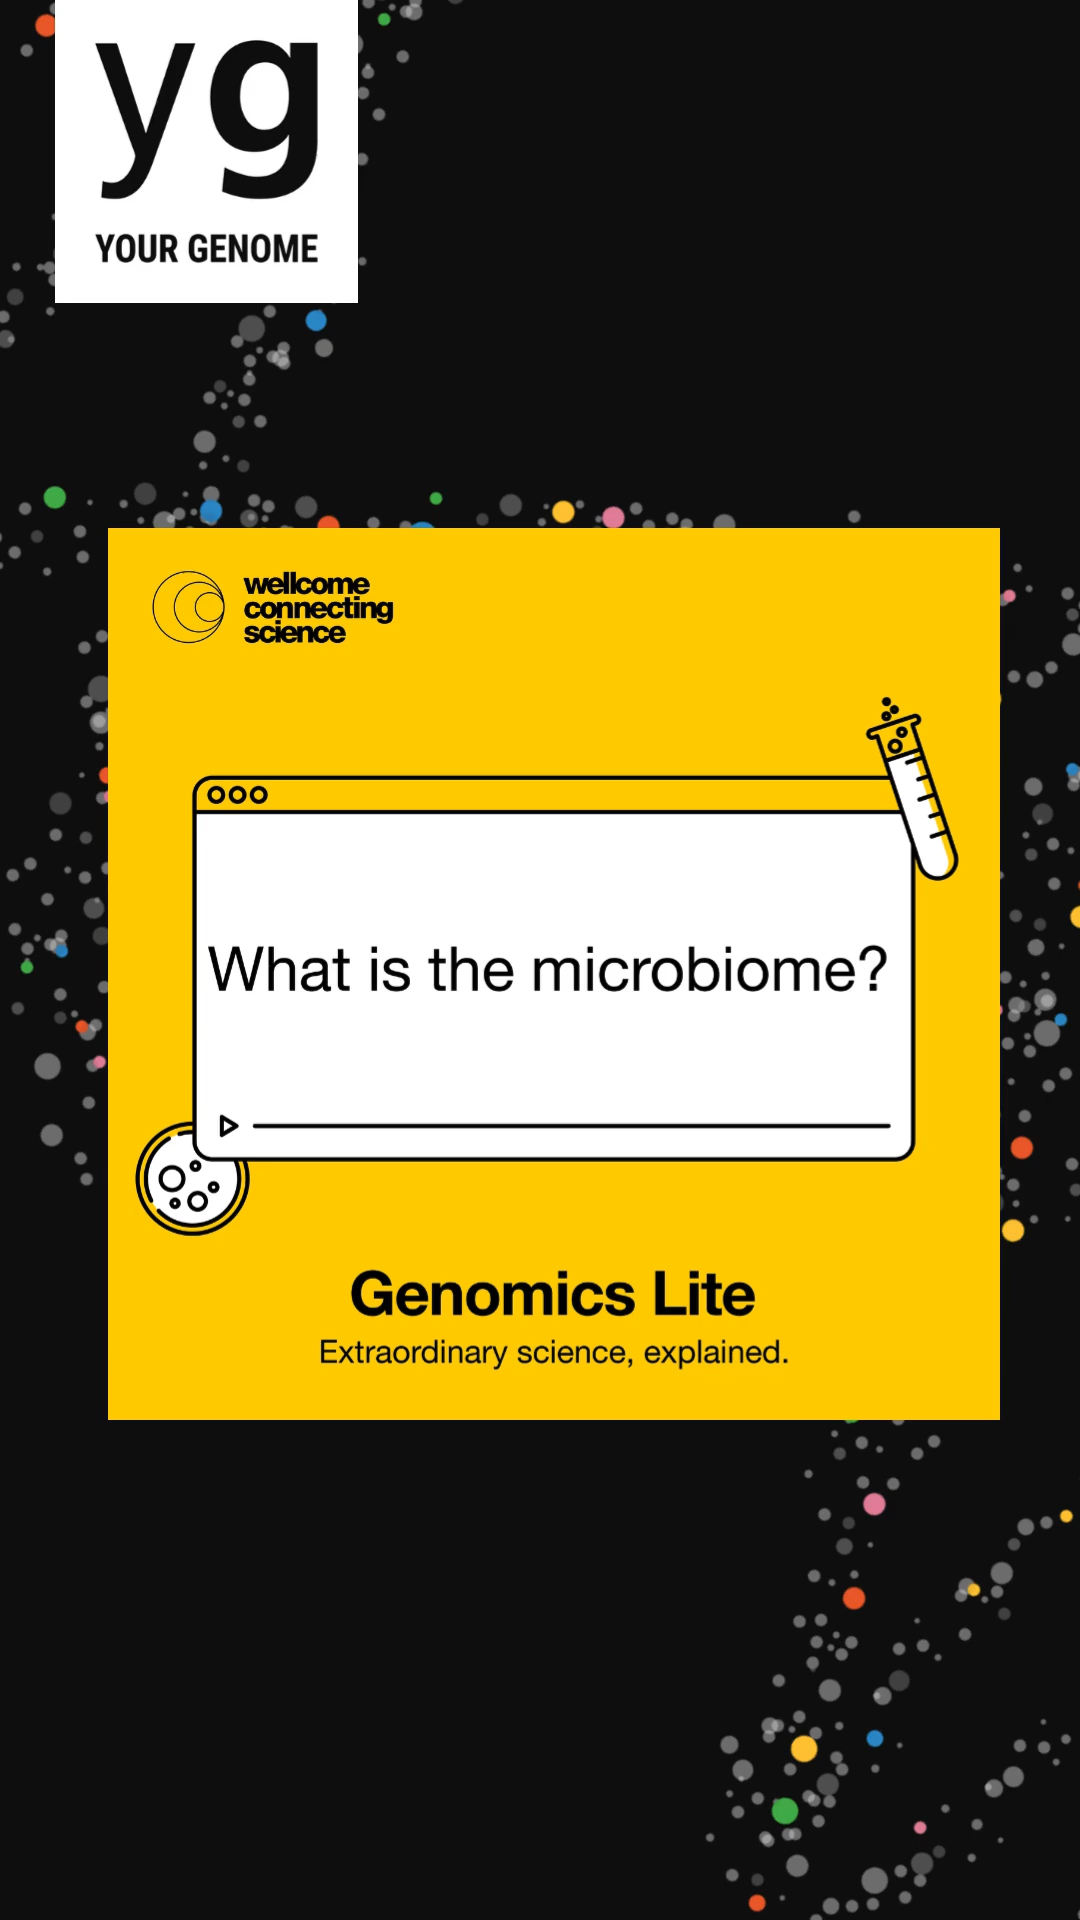 yg
YOUR GENOME
wellcome
connecting
science
What is the microbiome?
Genomics Lite
Extraordinary science, explained.